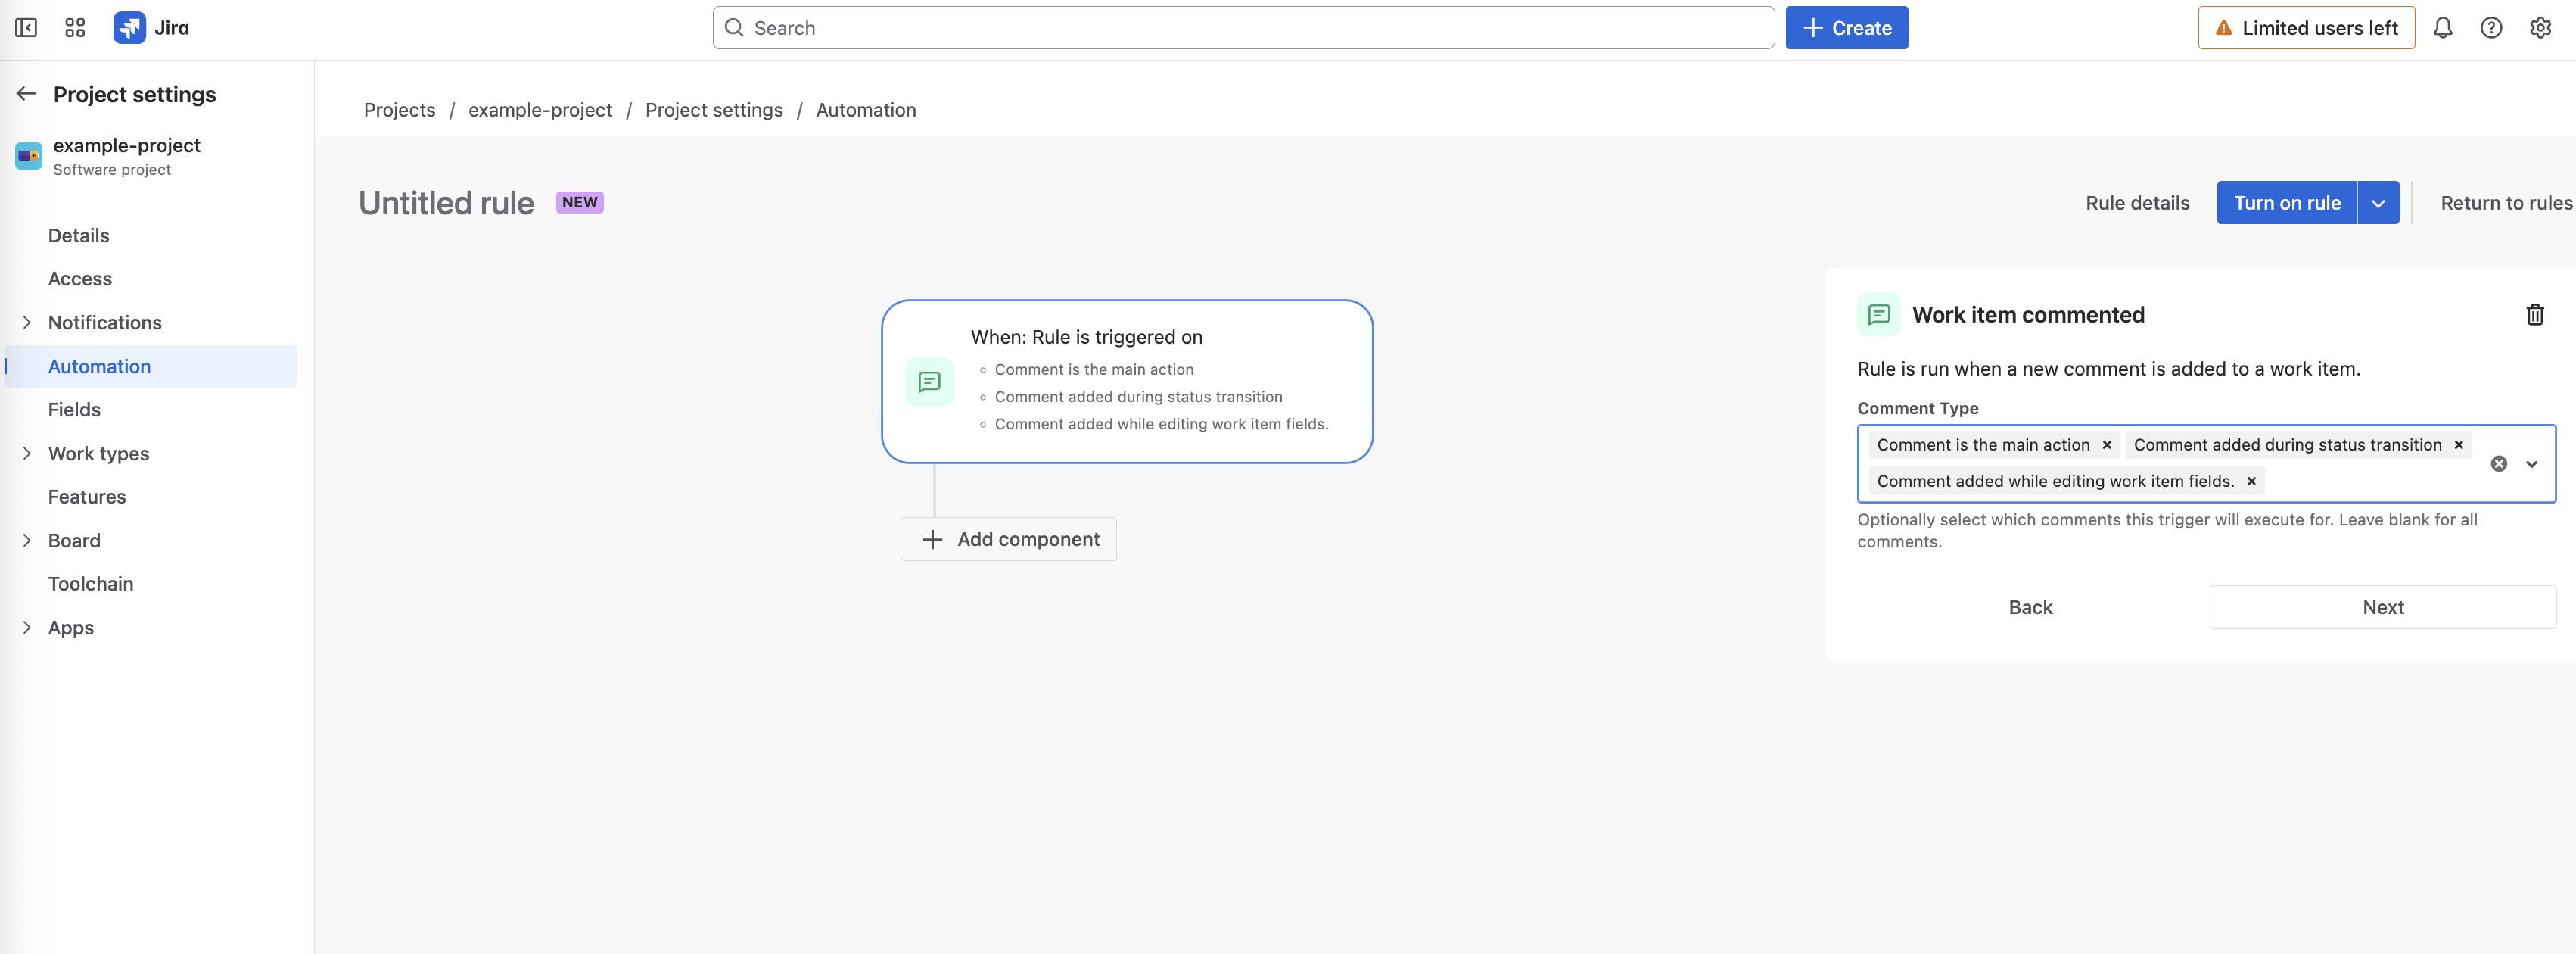 Jira
Search
Create
Limited users left
Project settings
example-project
Software project
Details
Access
Notifications
Automation
Fields
Work types
Features
Board
Toolchain
Apps
Projects / example-project / Project settings / Automation
Untitled rule NEW
Rule details
Turn on rule
Return to rules
When: Rule is triggered on
Comment is the main action
Comment added during status transition
Comment added while editing work item fields.
Add component
Work item commented
Rule is run when a new comment is added to a work item.
Comment Type
Comment is the main action Comment added during status transition
Comment added while editing work item fields.
Optionally select which comments this trigger will execute for. Leave blank for all
comments.
Back
Next